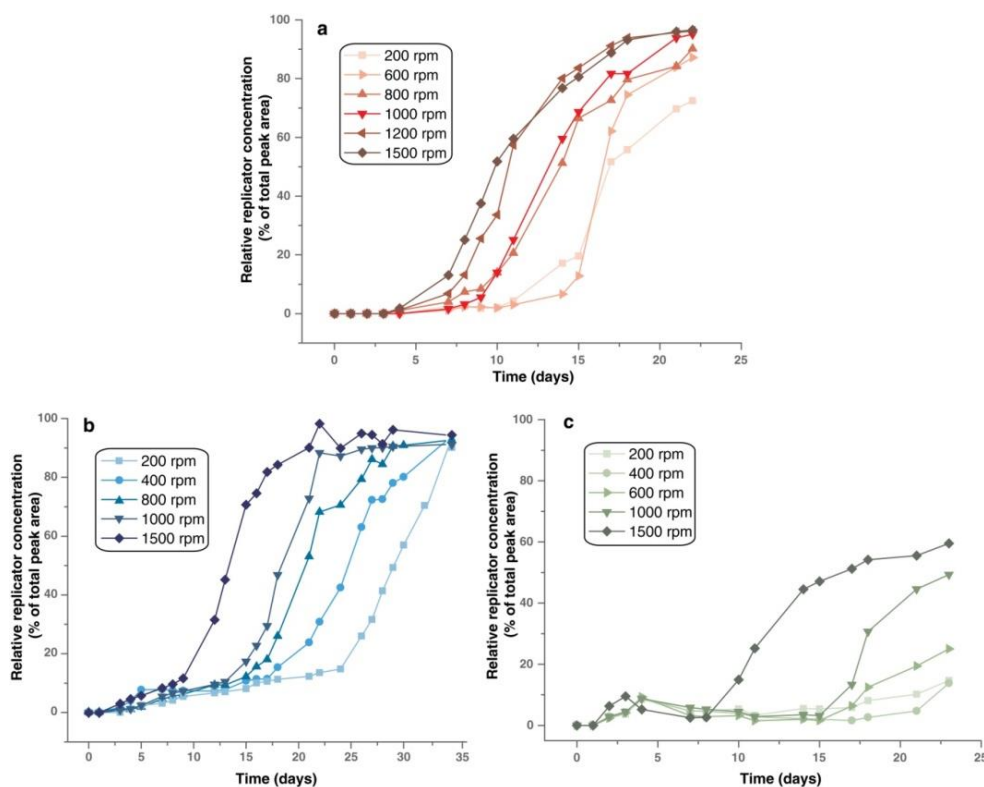 a
200 rpm
600 rpm
800 rpm
1000 rpm
1200 rpm
1500 rpm
Relative replicator concentration
(% of total peak area)
100
80
60
40
20
0
0 5 10 15 20 25
Time (days)
b
200 rpm
400 rpm
800 rpm
1000 rpm
1500 rpm
Relative replicator concentration
(% of total peak area)
100
80
60
40
20
0
0 5 10 15 20 25 30 35
Time (days)
c
200 rpm
400 rpm
600 rpm
1000 rpm
1500 rpm
Relative replicator concentration
(% of total peak area)
100
80
60
40
20
0
0 5 10 15 20 25
Time (days)